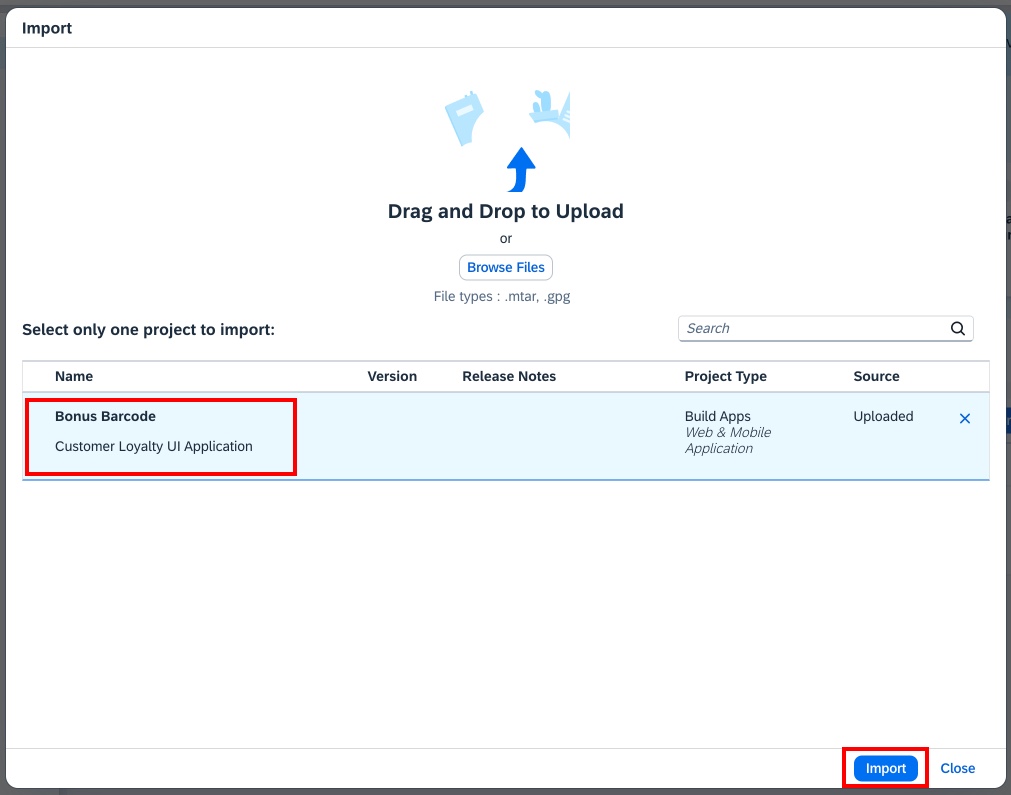 Import
Drag and Drop to Upload
or
Browse Files
File types : .mtar, .gpg
Select only one project to import:
Search
Name Version Release Notes Project Type Source
Bonus Barcode Build Apps Uploaded
Web & Mobile
Customer Loyalty UI Application Application
Import Close